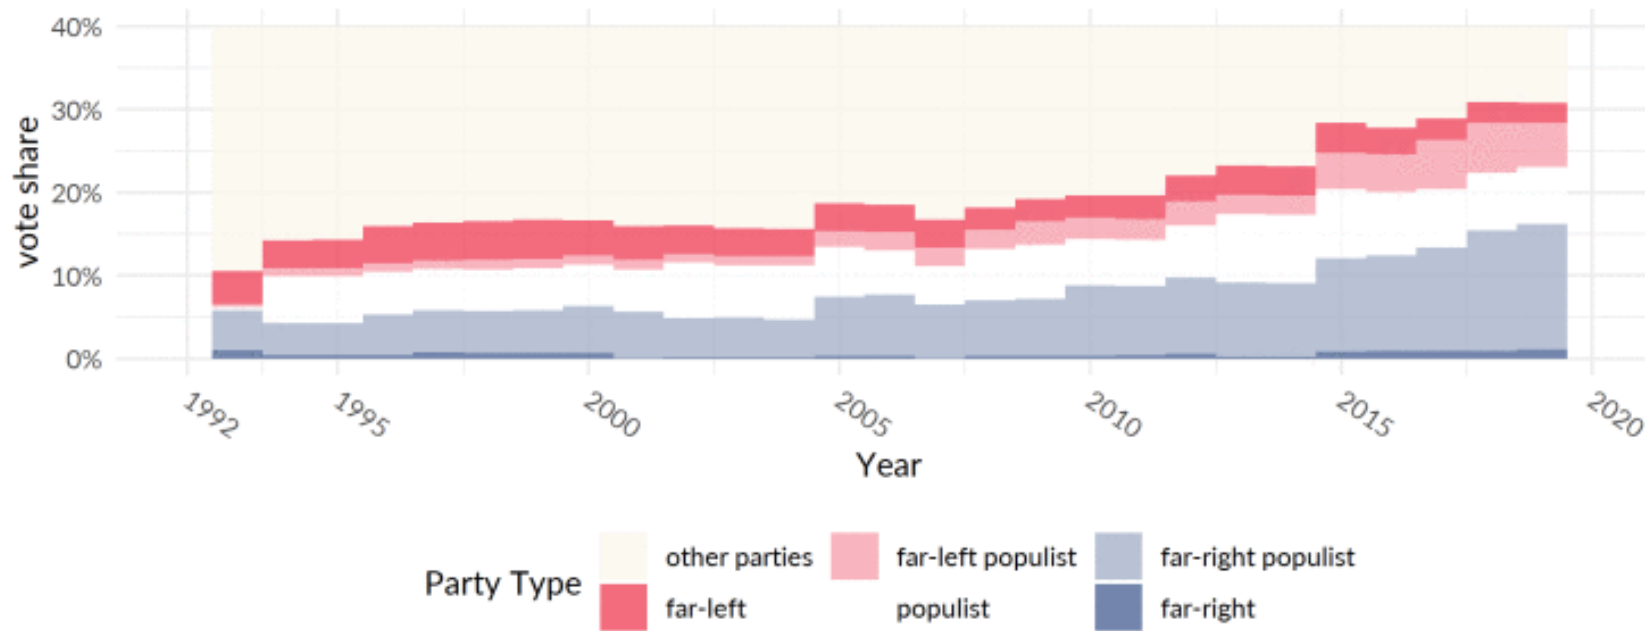 40%
30%
20%
10%
0%
vote share
1992
1995
2000
2005
2010
2015
2020
Year
Party Type
other parties
far-left populist
far-right populist
far-left
populist
far-right